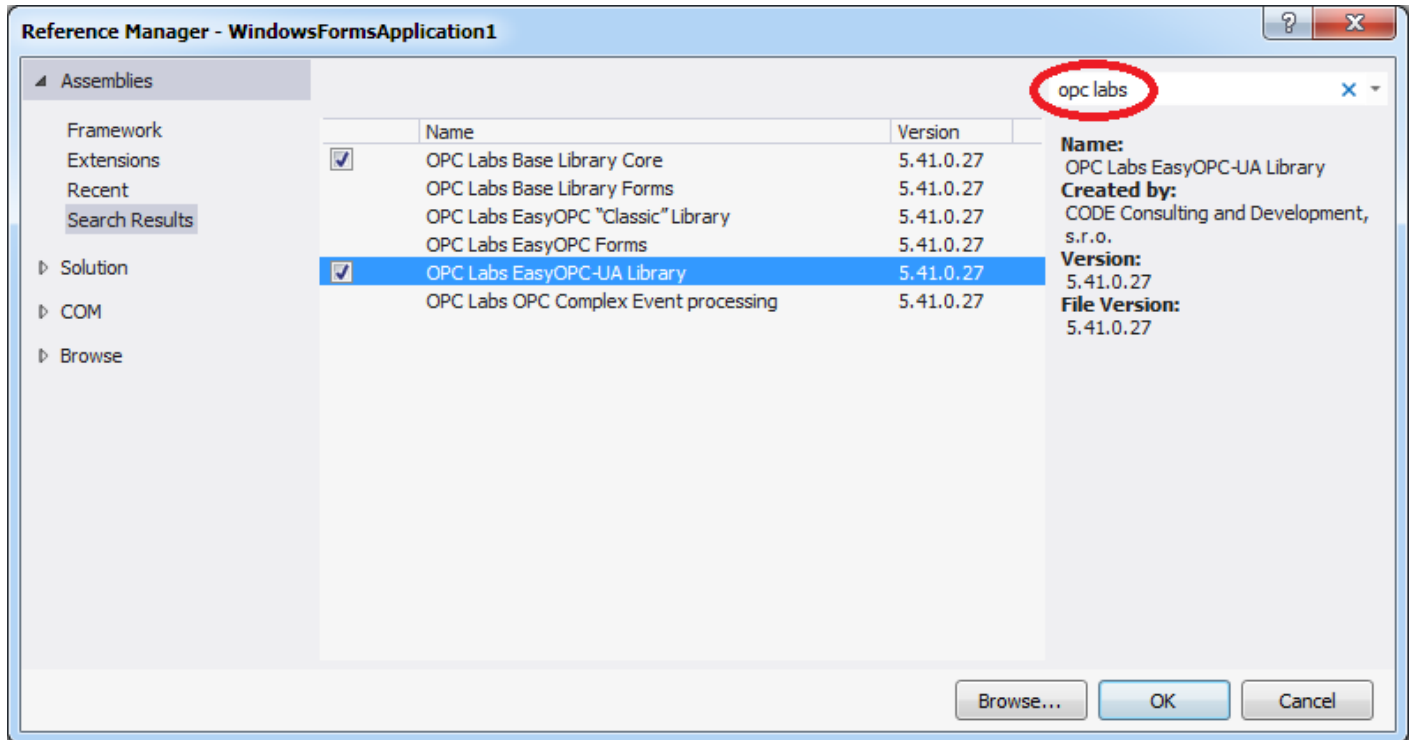 Reference Manager - WindowsFormsApplication1
Assemblies
opc labs
Framework
Extensions
Recent
Search Results
Solution
COM
Browse
Name Version
OPC Labs Base Library Core 5.41.0.27
OPC Labs Base Library Forms 5.41.0.27
OPC Labs EasyOPC "Classic" Library 5.41.0.27
OPC Labs EasyOPC Forms 5.41.0.27
OPC Labs EasyOPC-UA Library 5.41.0.27
OPC Labs OPC Complex Event processing 5.41.0.27
Name:
OPC Labs EasyOPC-UA Library
Created by:
CODE Consulting and Development,
s.r.o.
Version:
5.41.0.27
File Version:
5.41.0.27
Browse... OK Cancel